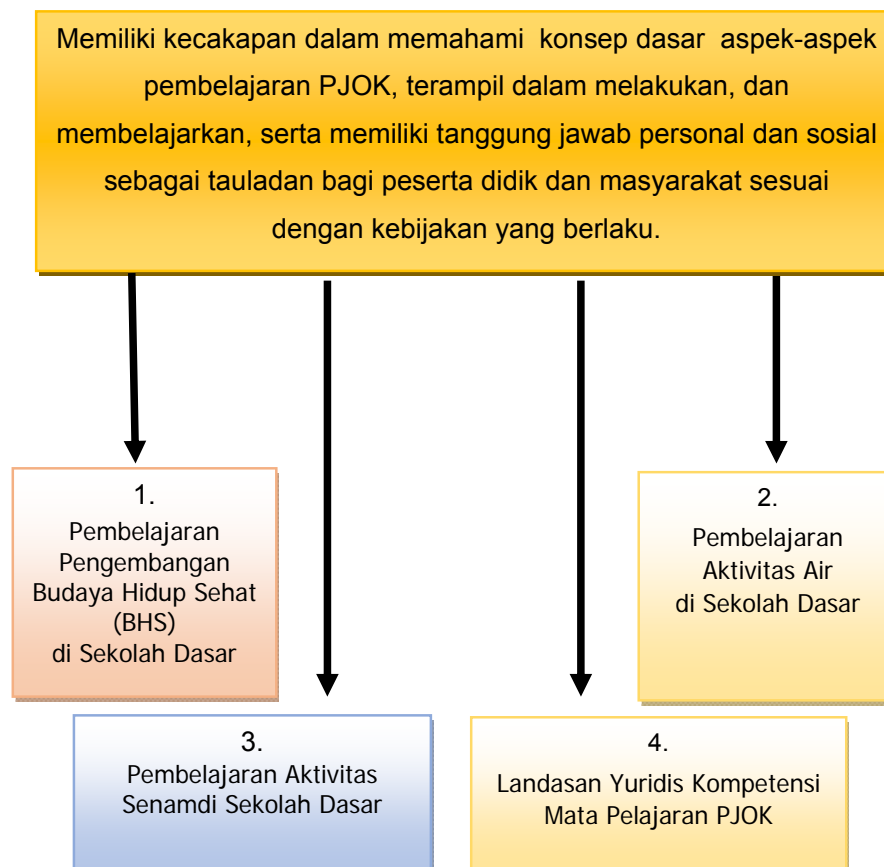 Memiliki kecakapan dalam memahami konsep dasar aspek-aspek
pembelajaran PJOK, terampil dalam melakukan, dan
membelajarkan, serta memiliki tanggung jawab personal dan sosial
sebagai tauladan bagi peserta didik dan masyarakat sesuai
dengan kebijakan yang berlaku.
1.
Pembelajaran
Pengembangan
Budaya Hidup Sehat
(BHS)
di Sekolah Dasar
2.
Pembelajaran
Aktivitas Air
di Sekolah Dasar
3.
Pembelajaran Aktivitas
Senamdi Sekolah Dasar
4.
Landasan Yuridis Kompetensi
Mata Pelajaran PJOK